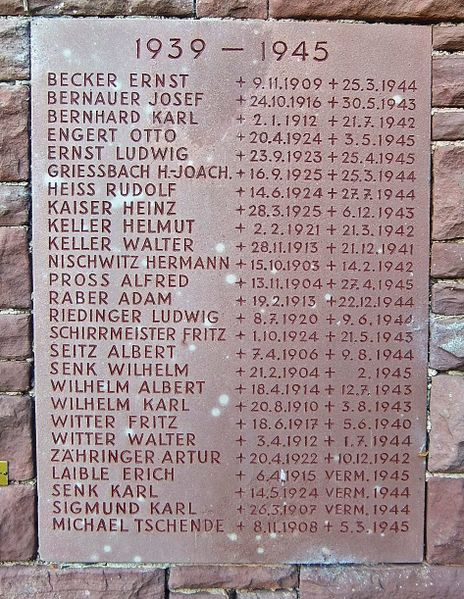 1939 – 1945
BECKER ERNST + 9.11.1909 + 25.3.1944
BERNAUER JOSEF + 24.10.1916 + 30.5.1943
BERNHARD KARL + 2.1.1912 + 21.7.1942
ENGERT OTTO + 20.4.1924 + 3.5.1945
ERNST LUDWIG + 23.9.1923 + 25.4.1945
GRIESSBACH H.-JOACH. + 16.9.1925 + 25.3.1944
HEISS RUDOLF + 14.6.1924 + 27.7.1944
KAISER HEINZ + 28.3.1925 + 6.12.1943
KELLER HELMUT + 2.2.1921 + 21.3.1942
KELLER WALTER + 28.11.1913 + 21.12.1941
NISCHWITZ HERMANN + 15.10.1903 + 14.2.1942
PROSS ALFRED + 13.11.1904 + 27.4.1945
RABER ADAM + 19.2.1913 + 22.12.1944
RIEDINGER LUDWIG + 8.7.1920 + 9.6.1944
SCHIRRMEISTER FRITZ + 1.10.1924 + 21.5.1943
SEITZ ALBERT + 7.4.1906 + 9.8.1944
SENK WILHELM + 21.2.1904 + 2.1945
WILHELM ALBERT + 18.4.1914 + 12.7.1943
WILHELM KARL + 20.8.1910 + 3.8.1943
WITTER FRITZ + 18.6.1917 + 5.6.1940
WITTER WALTER + 3.4.1912 + 1.7.1944
ZÄHRINGER ARTUR + 20.4.1922 + 10.12.1942
LAIBLE ERICH + 6.4.1915 VERM. 1945
SENK KARL + 14.5.1924 VERM. 1944
SIGMUND KARL + 26.3.1907 VERM. 1944
MICHAEL TSCHENDE + 8.11.1908 + 5.3.1945